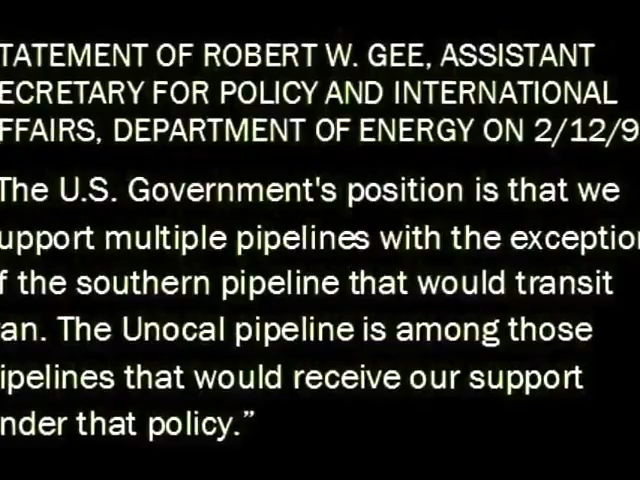 TATEMENT OF ROBERT W. GEE, ASSISTANT
ECRETARY FOR POLICY AND INTERNATIONAL
FFAIRS, DEPARTMENT OF ENERGY ON 2/12/9
The U.S. Government's position is that we
upport multiple pipelines with the exceptio
f the southern pipeline that would transit
ran. The Unocal pipeline is among those
ipelines that would receive our support
nder that policy.”